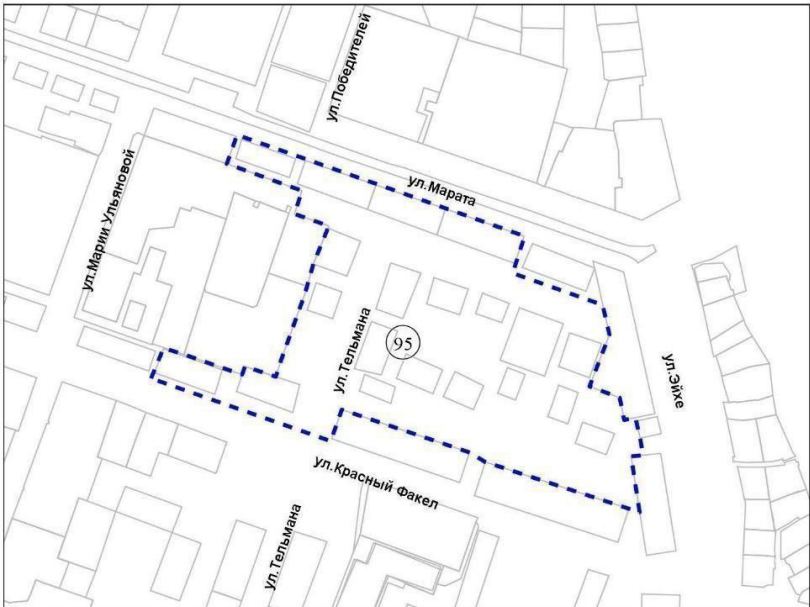 ул.Победителей
ул.Марата
ул.Марии Ульяновой
ул.Тельмана
95
ул.Эйхе
ул.Красный Факел
ул.Тельмана